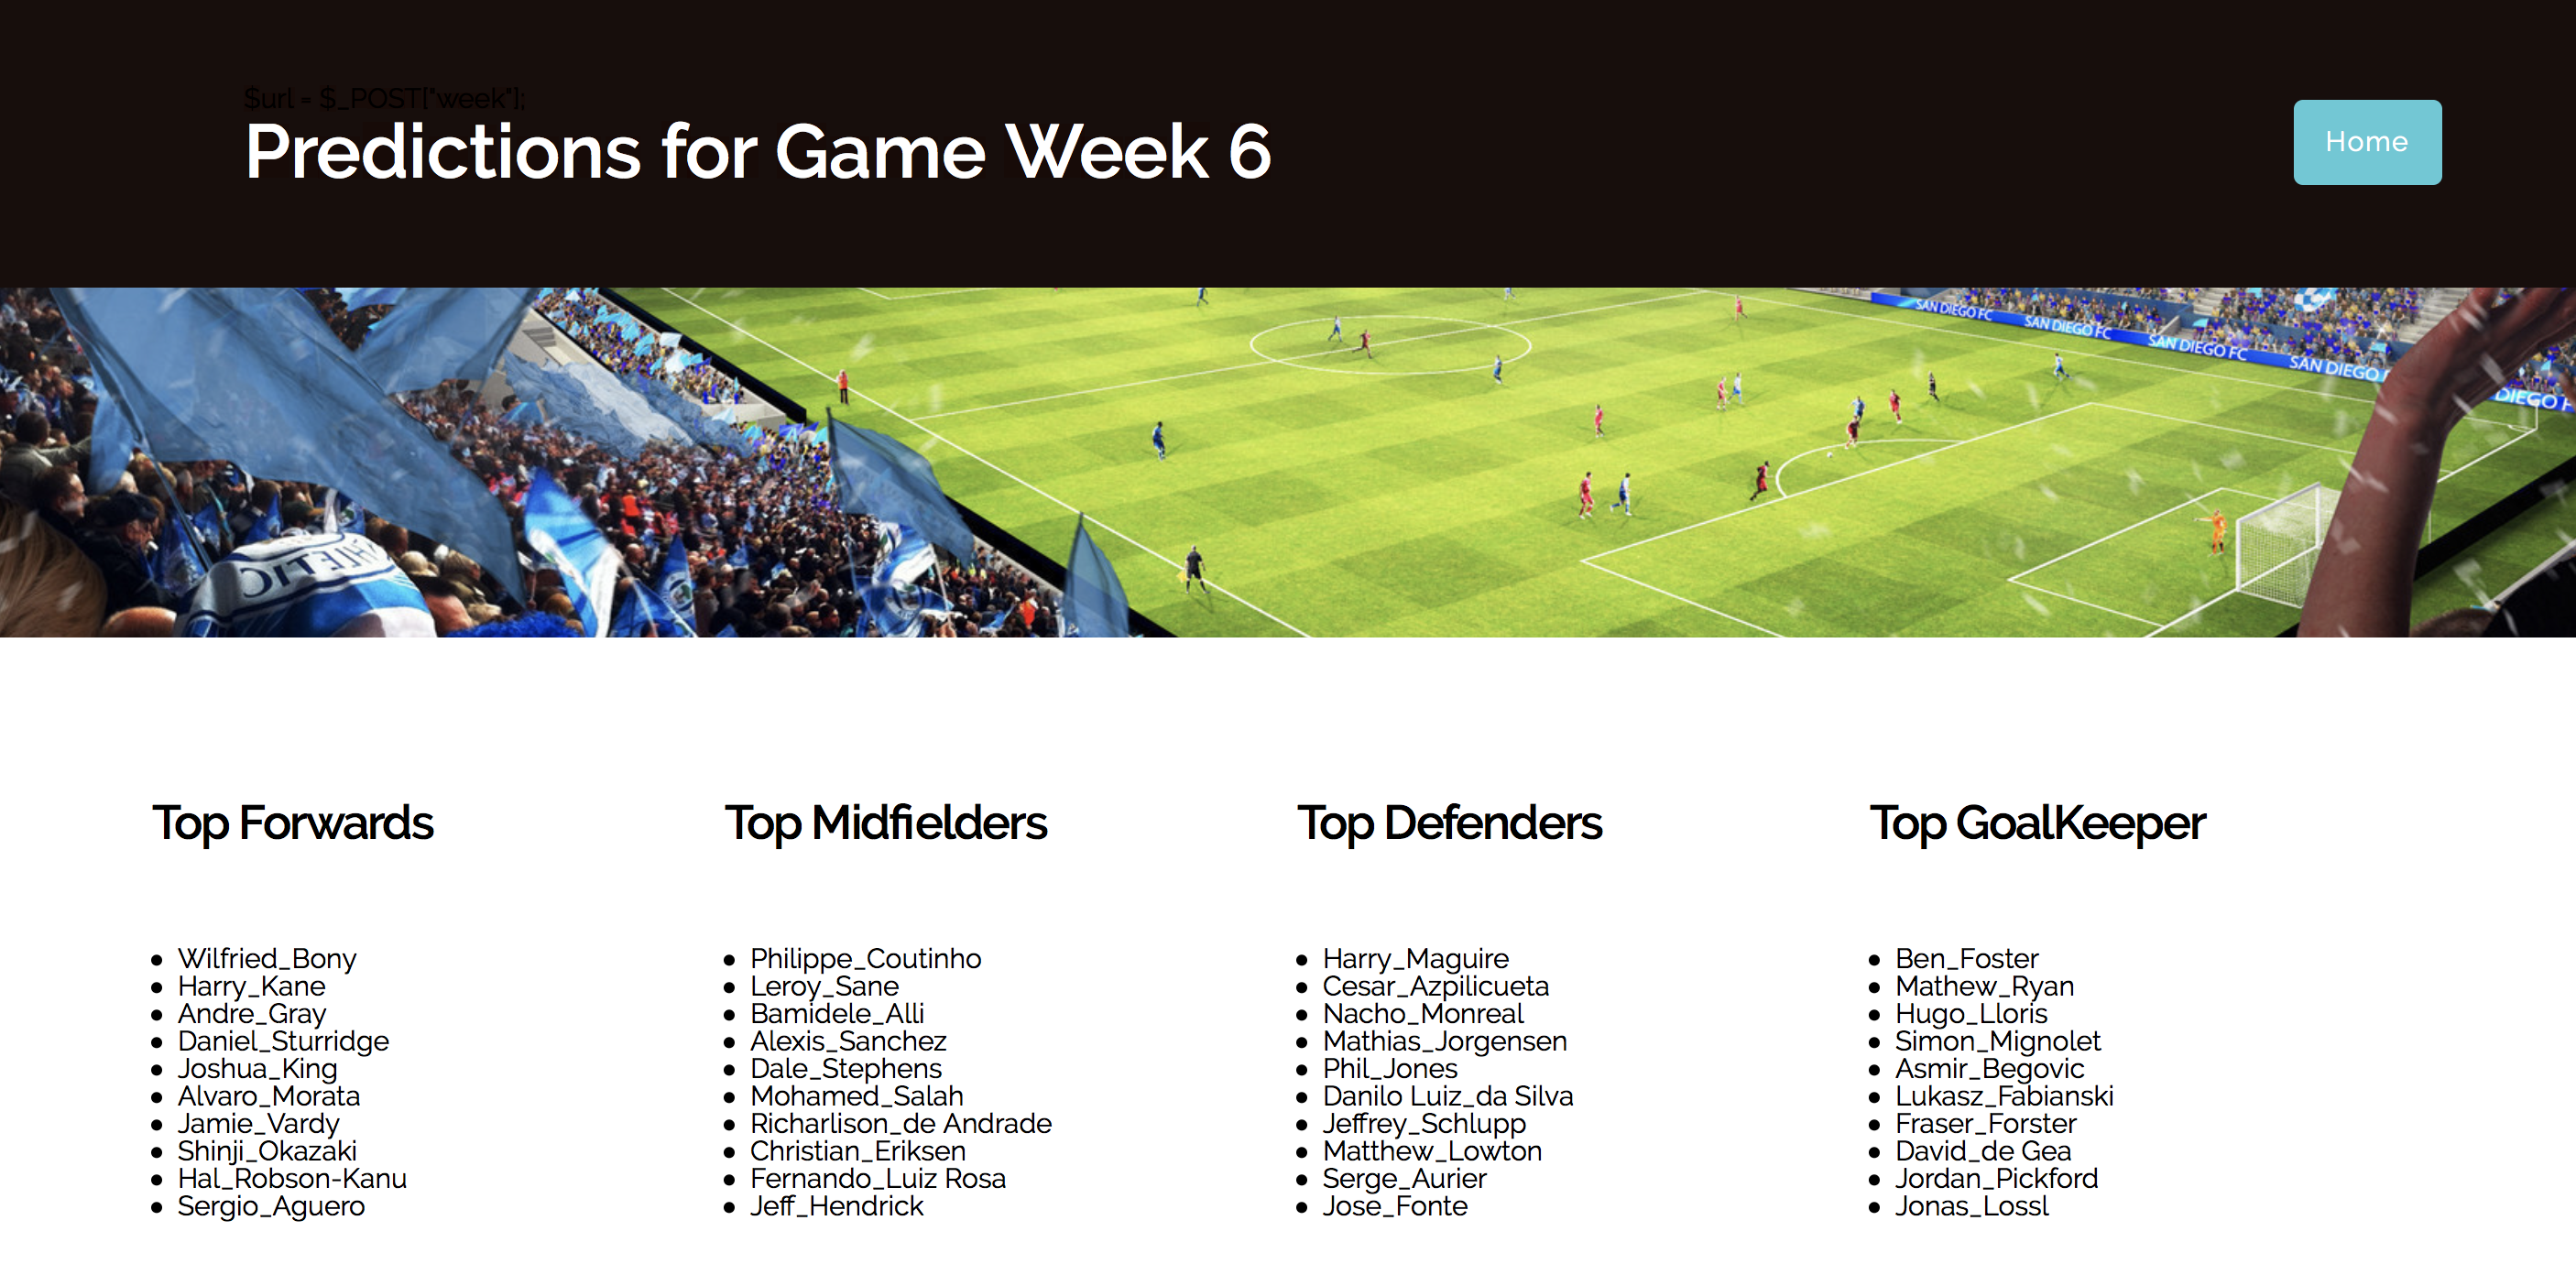 $url = $_POST["week"];
Predictions for Game Week 6
Home
SAN DIEGO FC SAN DIEGO FC SAN DIEGO FC SAN DIEGO
DIEGO
Top Forwards
Wilfried_Bony
Harry_Kane
Andre_Gray
Daniel_Sturridge
Joshua_King
Alvaro_Morata
Jamie_Vardy
Shinji_Okazaki
Hal_Robson-Kanu
Sergio_Aguero
Top Midfielders
Philippe_Coutinho
Leroy_Sane
Bamidele_Alli
Alexis_Sanchez
Dale_Stephens
Mohamed_Salah
Richarlison_de Andrade
Christian_Eriksen
Fernando_Luiz Rosa
Jeff_Hendrick
Top Defenders
Harry_Maguire
Cesar_Azpilicueta
Nacho_Monreal
Mathias_Jorgensen
Phil_Jones
Danilo Luiz_da Silva
Jeffrey_Schlupp
Matthew_Lowton
Serge_Aurier
Jose_Fonte
Top GoalKeeper
Ben_Foster
Mathew_Ryan
Hugo_Lloris
Simon_Mignolet
Asmir_Begovic
Lukasz_Fabianski
Fraser_Forster
David_de Gea
Jordan_Pickford
Jonas_Lossl